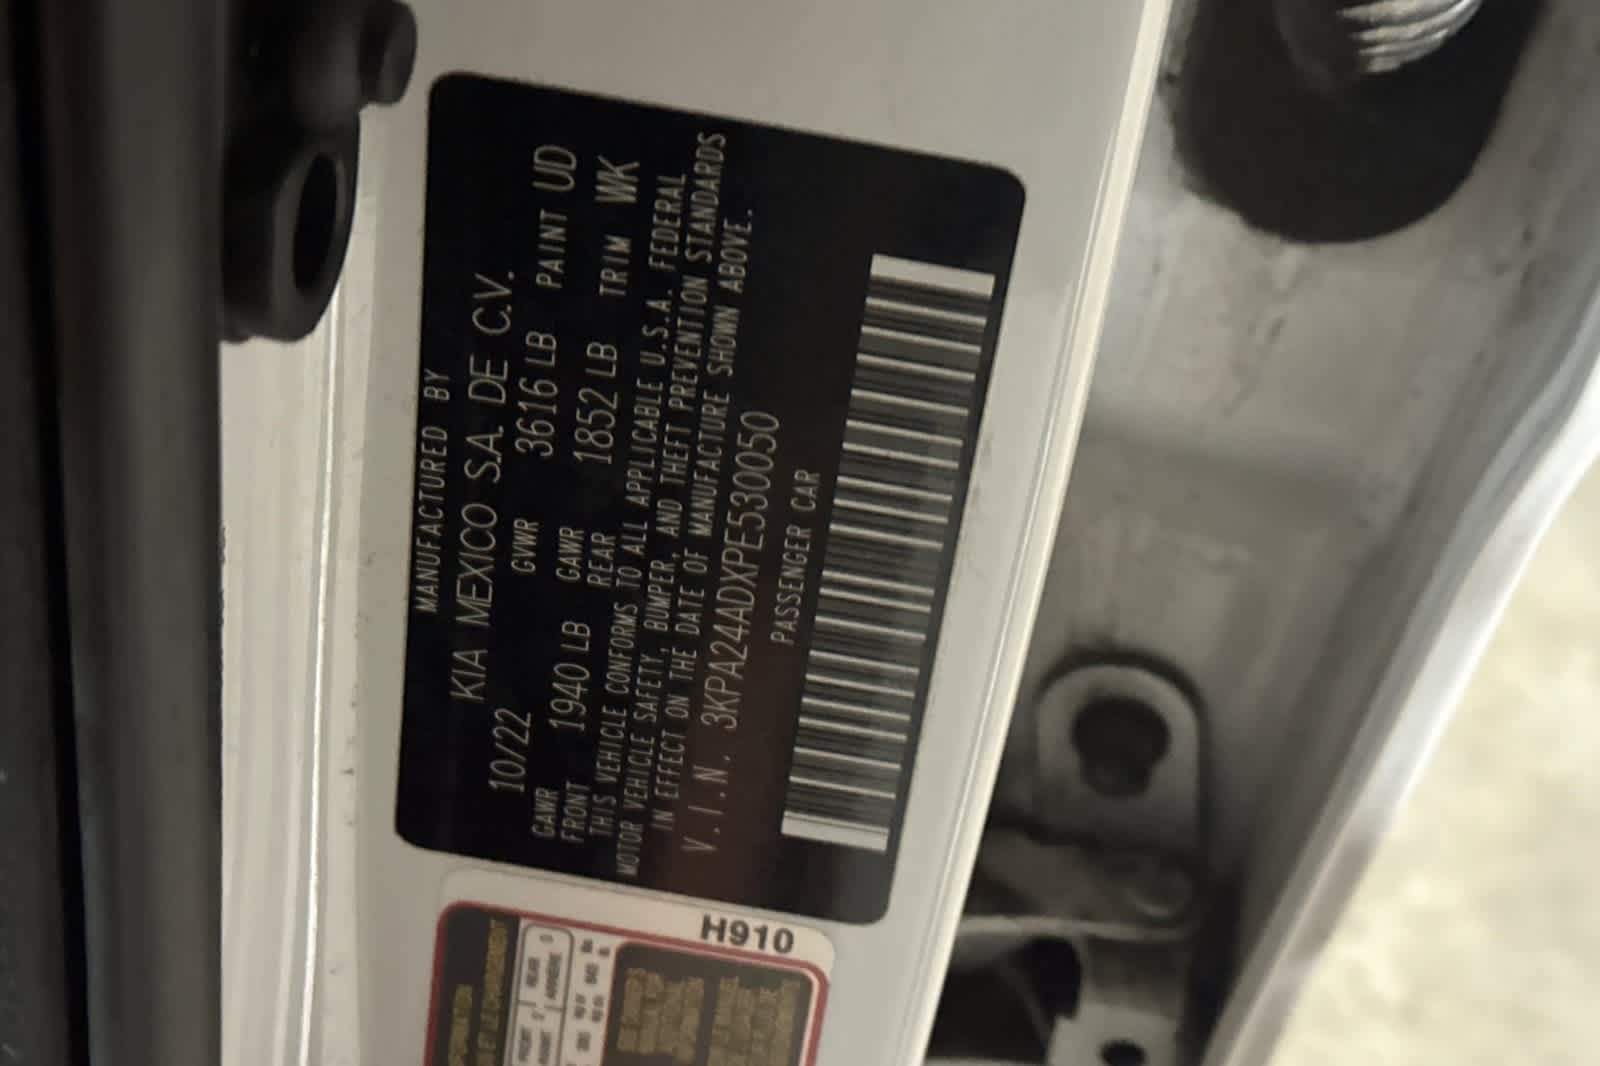 MANUFACTURED BY
KIA MEXICO S.A. DE C.V.
10/22 GVWR 3616 LB PAINT UD
GAWR FRONT 1940 LB GAWR REAR 1852 LB TRIM WK
THIS VEHICLE CONFORMS TO ALL APPLICABLE U.S.A. FEDERAL
MOTOR VEHICLE SAFETY, BUMPER, AND THEFT PREVENTION STANDARDS
IN EFFECT ON THE DATE OF MANUFACTURE SHOWN ABOVE.
V.I.N. 3KPA24ADXPE530050
PASSENGER CAR
H910
FRONT REAR